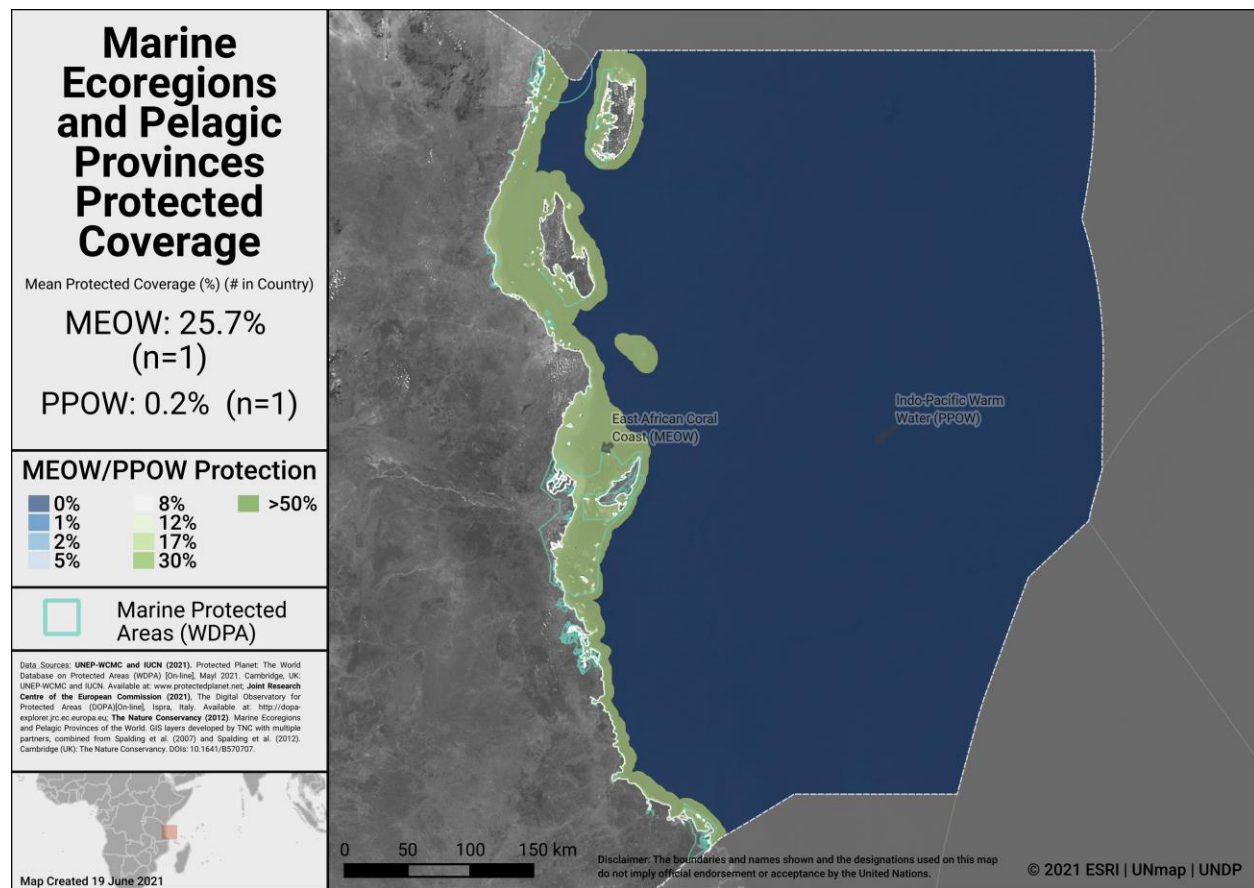 Marine
Ecoregions
and Pelagic
Provinces
Protected
Coverage
Mean Protected Coverage (%) (# in Country)
MEOW: 25.7%
(n=1)
PPOW: 0.2% (n=1)
MEOW/PPOW Protection
0% 8% >50%
1% 12%
2% 17%
5% 30%
Marine Protected
Areas (WDPA)
Data Sources: UNEP-WCMC and IUCN (2021). Protected Planet: The World
Database on Protected Areas (WDPA) [On-line], Mayl 2021. Cambridge, UK:
UNEP-WCMC and IUCN. Available at: www.protectedplanet.net; Joint Research
Centre of the European Commission (2021), The Digital Observatory for
Protected Areas (DOPA)[On-line], Ispra, Italy. Available at: http://dopa-
explorer.jrc.ec.europa.eu; The Nature Conservancy (2012). Marine Ecoregions
and Pelagic Provinces of the World. GIS layers developed by TNC with multiple
partners, combined from Spalding et al. (2007) and Spalding et al. (2012).
Cambridge (UK): The Nature Conservancy. DOIs: 10.1641/B570707.
Map Created 19 June 2021
East African Coral
Coast (MEOW)
Indo-Pacific Warm
Water (PPOW)
0 50 100 150 km
Disclaimer: The boundaries and names shown and the designations used on this map
do not imply official endorsement or acceptance by the United Nations.
© 2021 ESRI | UNmap | UNDP